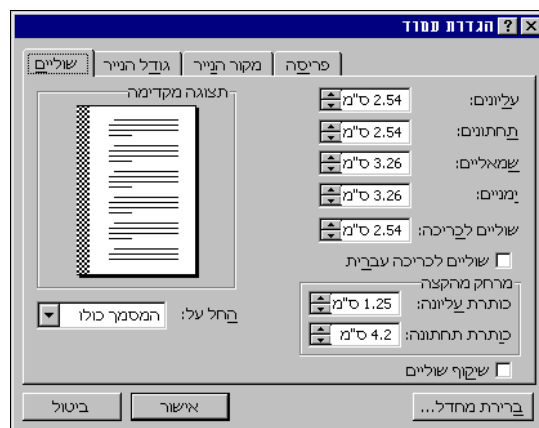 הגדרת עמוד
שוליים
גודל הנייר
מקור הנייר
פריסה
עליונים: 2.54 ס"מ
תחתונים: 2.54 ס"מ
שמאליים: 3.26 ס"מ
ימניים: 3.26 ס"מ
שוליים לכריכה: 2.54 ס"מ
שוליים לכריכה עברית
מרחק מהקצה
כותרת עליונה: 1.25 ס"מ
כותרת תחתונה: 4.2 ס"מ
שיקוף שוליים
תצוגה מקדימה
החל על: המסמך כולו
ברירת מחדל...
אישור
ביטול